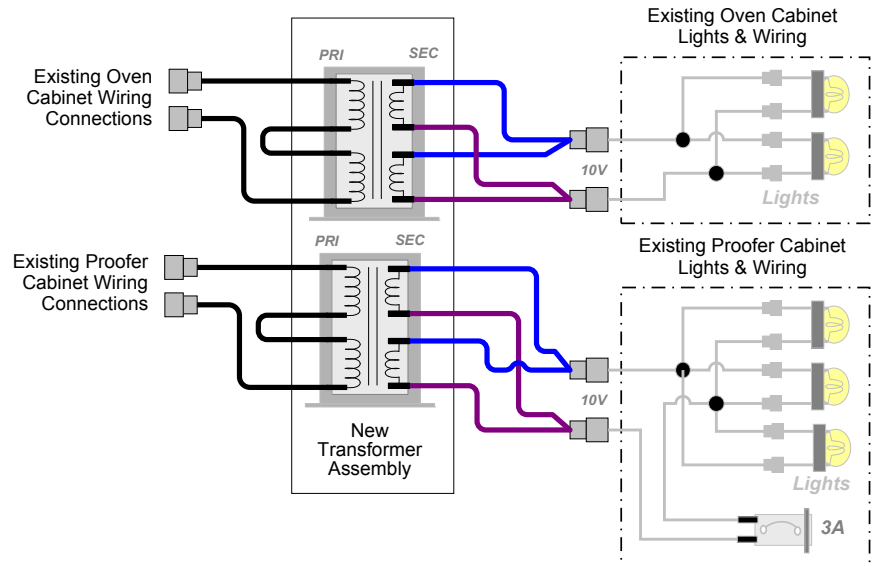 Existing Oven Cabinet
Lights & Wiring
PRI
SEC
Existing Oven
Cabinet Wiring
Connections
10V
Lights
PRI
SEC
Existing Proofer Cabinet
Lights & Wiring
Existing Proofer
Cabinet Wiring
Connections
10V
New
Transformer
Assembly
Lights
3A